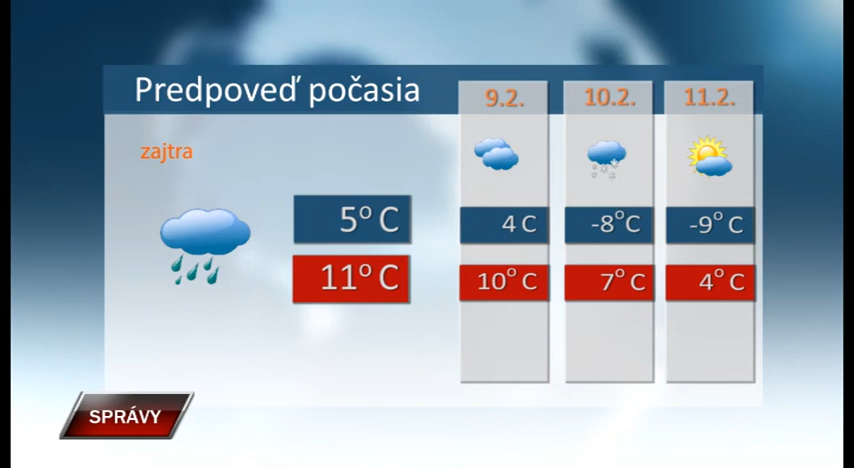 Predpoveď počasia
zajtra
5° C
11° C
9.2.
4 C
10° C
10.2.
-8°C
7° C
11.2.
-9° C
4° C
SPRÁVY